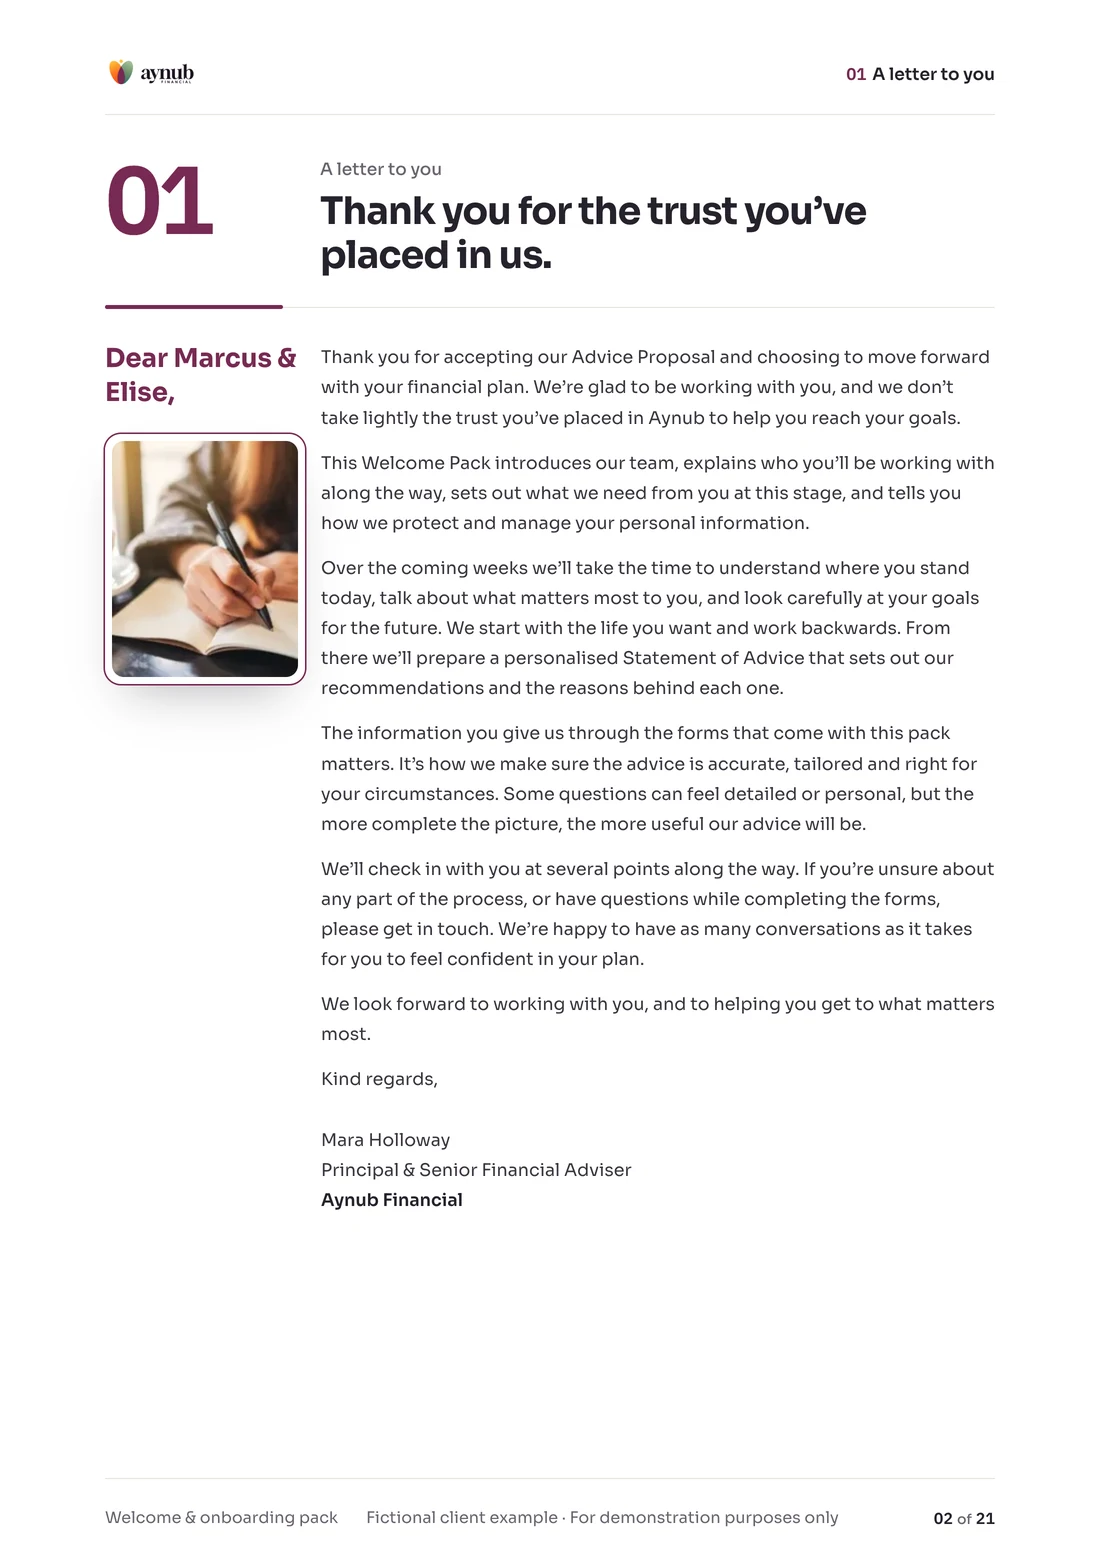 aynub
FINANCIAL
01 A letter to you
01
A letter to you
Thank you for the trust you’ve
placed in us.
Dear Marcus &
Elise,
Thank you for accepting our Advice Proposal and choosing to move forward
with your financial plan. We’re glad to be working with you, and we don’t
take lightly the trust you’ve placed in Aynub to help you reach your goals.
This Welcome Pack introduces our team, explains who you’ll be working with
along the way, sets out what we need from you at this stage, and tells you
how we protect and manage your personal information.
Over the coming weeks we’ll take the time to understand where you stand
today, talk about what matters most to you, and look carefully at your goals
for the future. We start with the life you want and work backwards. From
there we’ll prepare a personalised Statement of Advice that sets out our
recommendations and the reasons behind each one.
The information you give us through the forms that come with this pack
matters. It’s how we make sure the advice is accurate, tailored and right for
your circumstances. Some questions can feel detailed or personal, but the
more complete the picture, the more useful our advice will be.
We’ll check in with you at several points along the way. If you’re unsure about
any part of the process, or have questions while completing the forms,
please get in touch. We’re happy to have as many conversations as it takes
for you to feel confident in your plan.
We look forward to working with you, and to helping you get to what matters
most.
Kind regards,
Mara Holloway
Principal & Senior Financial Adviser
Aynub Financial
Welcome & onboarding pack
Fictional client example · For demonstration purposes only
02 of 21